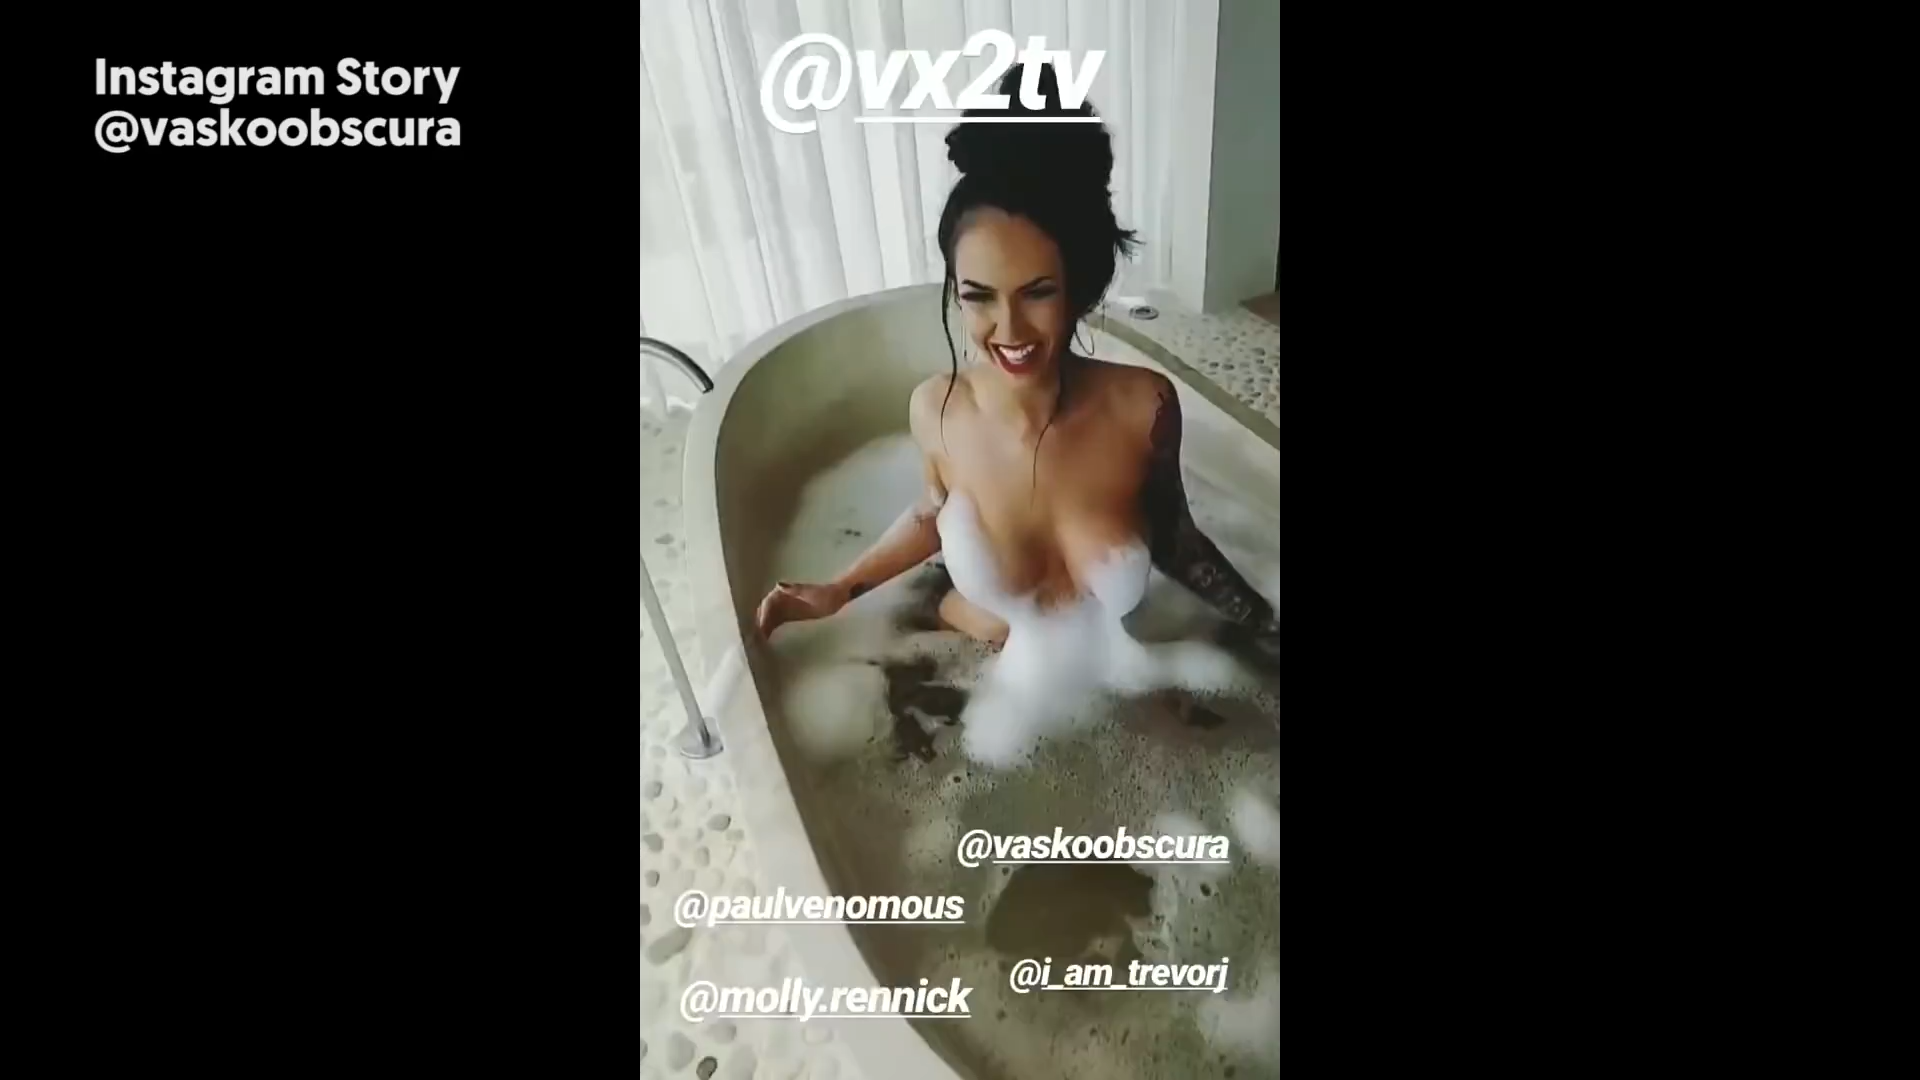 Instagram Story
@vaskoobscura
@vx2tv
@vaskoobscura
@paulvenomous
@i_am_trevorj
@molly.rennick